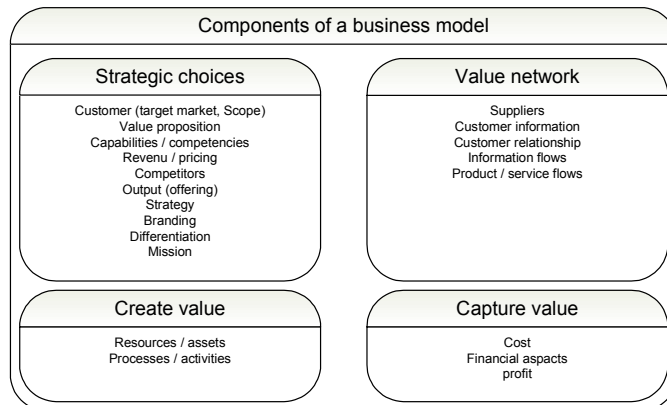 Components of a business model
Strategic choices
Customer (target market, Scope)
Value proposition
Capabilities / competencies
Revenu / pricing
Competitors
Output (offering)
Strategy
Branding
Differentiation
Mission
Value network
Suppliers
Customer information
Customer relationship
Information flows
Product / service flows
Create value
Resources / assets
Processes / activities
Capture value
Cost
Financial aspacts
profit